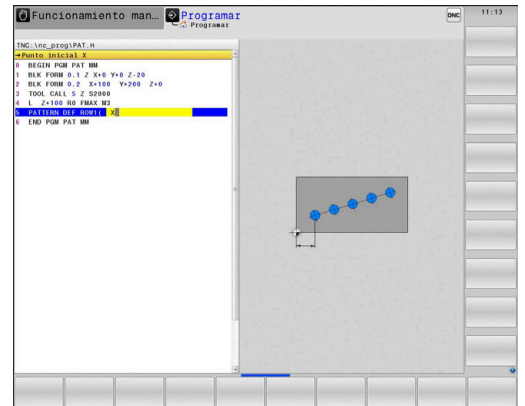 Funcionamiento man...
Programar
Programar
DNC
11:13
TNC:\nc_prog\PAT.H
→Punto inicial X
0 BEGIN PGM PAT MM
1 BLK FORM 0.1 Z X+0 Y+0 Z-20
2 BLK FORM 0.2 X+100 Y+200 Z+0
3 TOOL CALL 5 Z S2000
4 L Z+100 R0 FMAX M3
5 PATTERN DEF ROW1( X
6 END PGM PAT MM